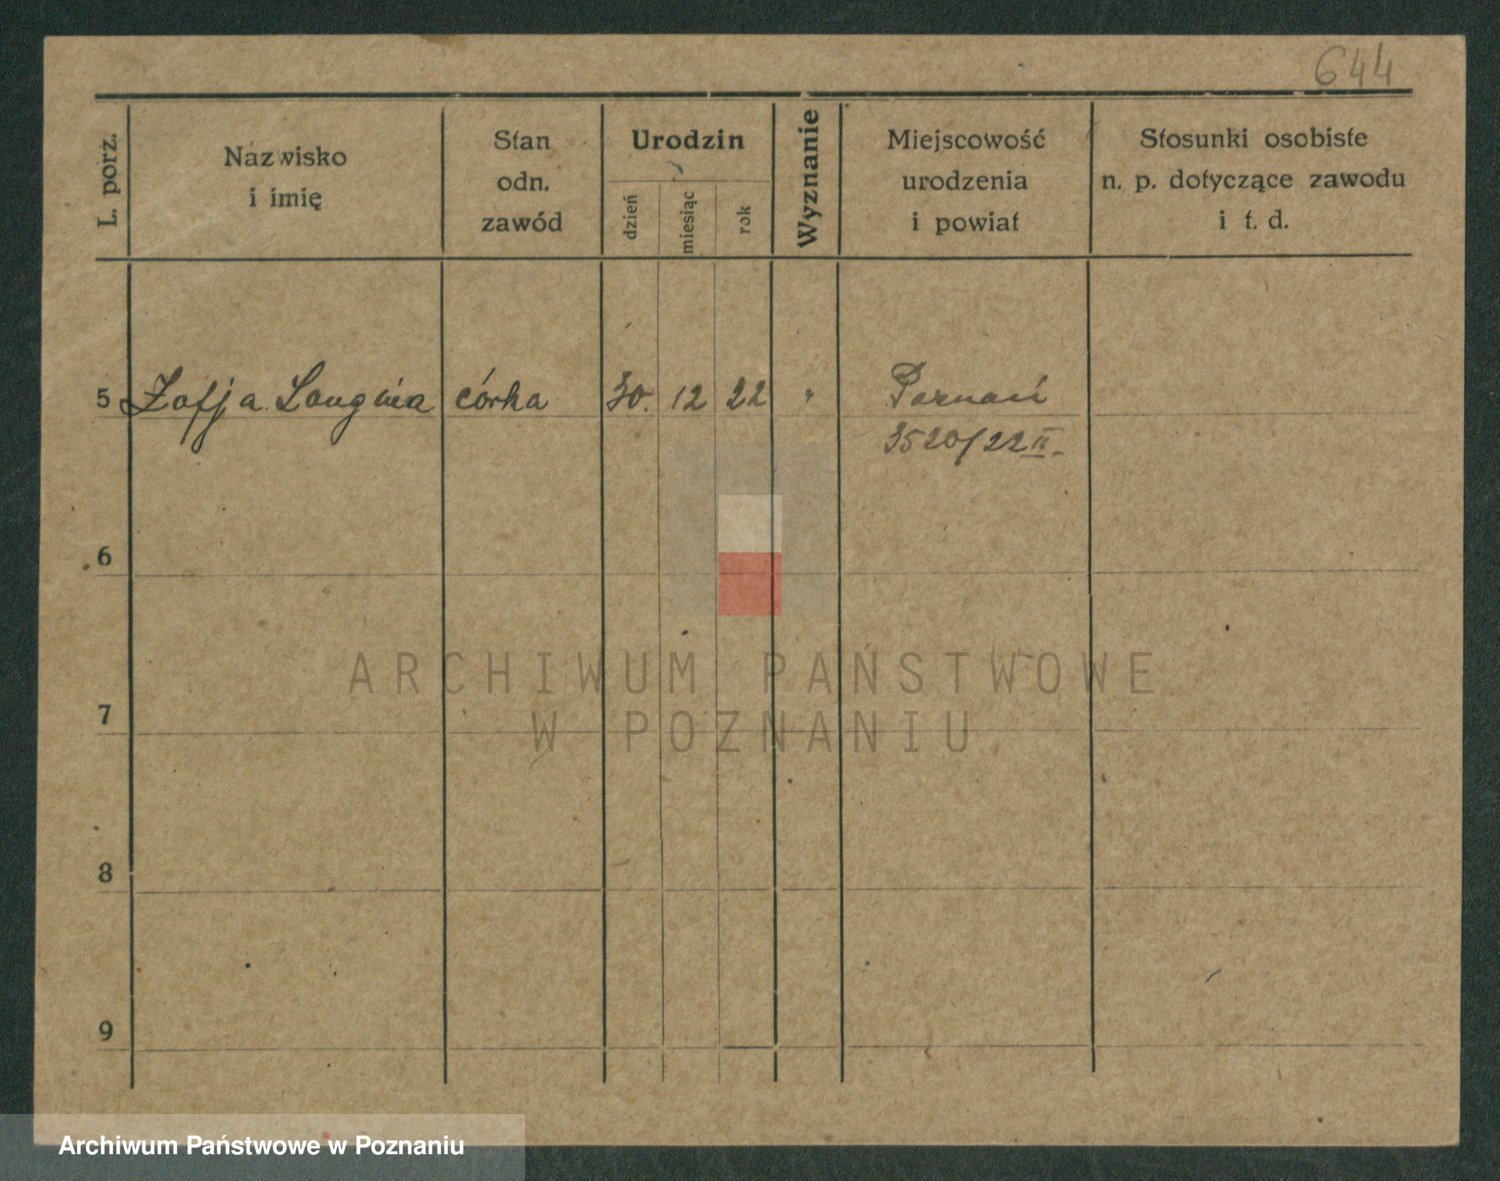 644
L. porz.
Nazwisko
i imię
Stan
odn.
zawód
Urodzin
dzień
miesiąc
rok
Wyznanie
Miejscowość
urodzenia
i powiat
Stosunki osobiste
n. p. dotyczące zawodu
i t. d.
5 Zofja Longina córka 30. 12 22 " Poznań
3520/22 II.
6
7
8
9
ARCHIWUM PAŃSTWOWE
W POZNANIU
Archiwum Państwowe w Poznaniu